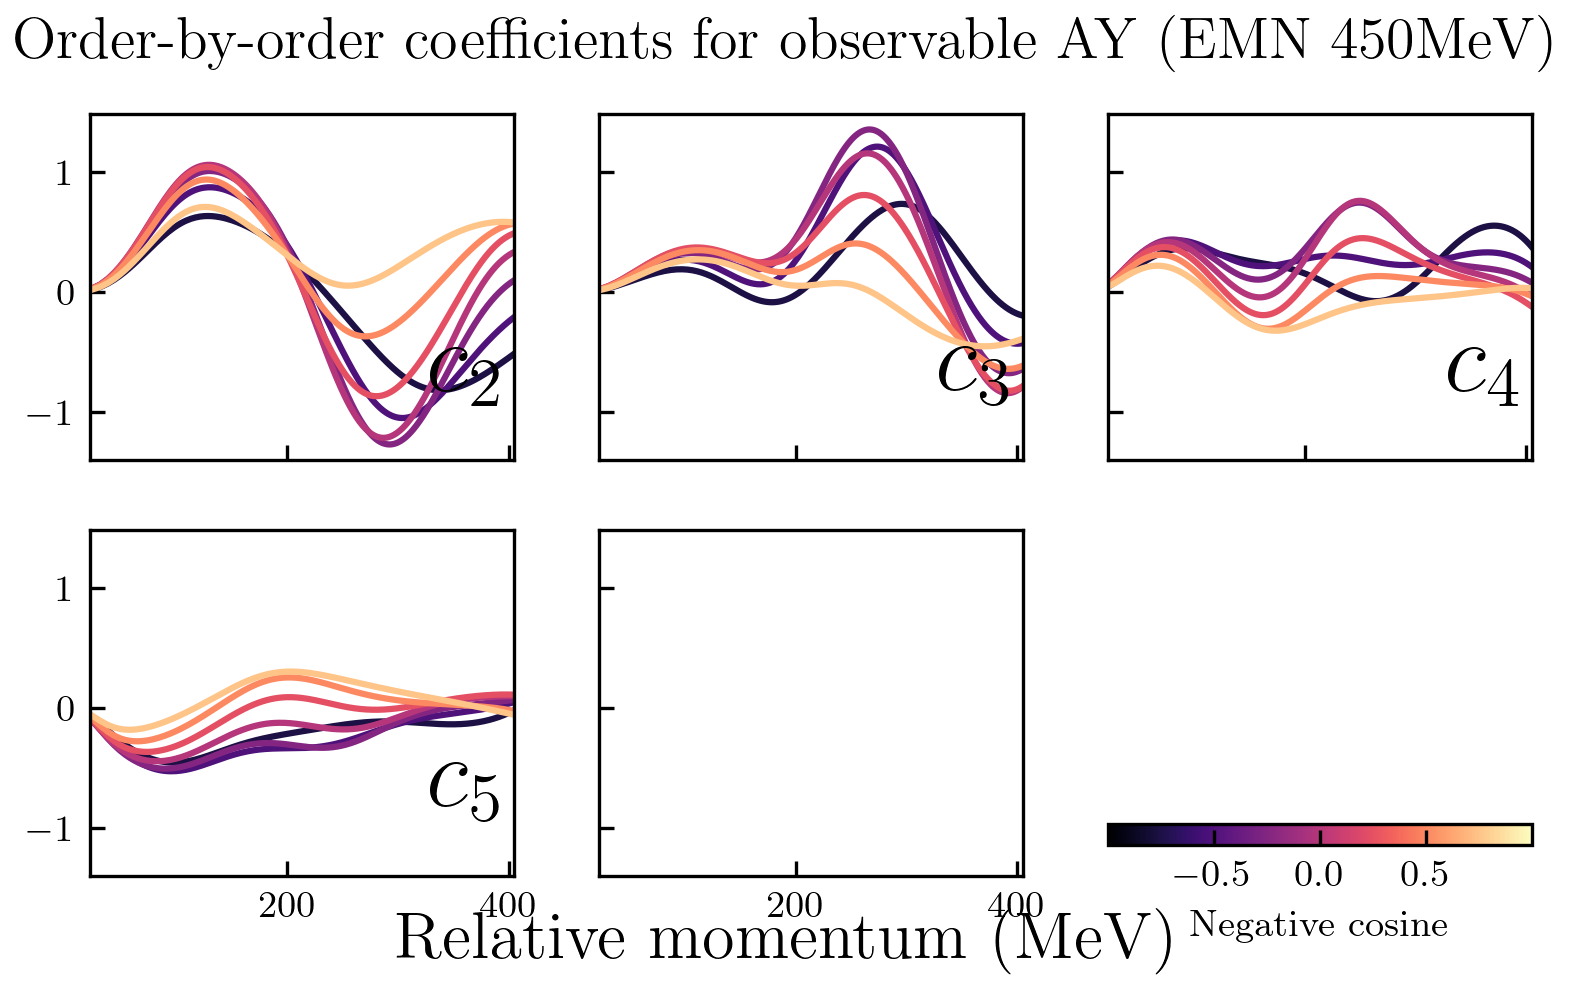 Order-by-order coefficients for observable AY (EMN 450MeV)
1
0
−1
c2
c3
c4
1
0
−1
c5
200
400
200
400
−0.5
0.0
0.5
Relative momentum (MeV)
Negative cosine